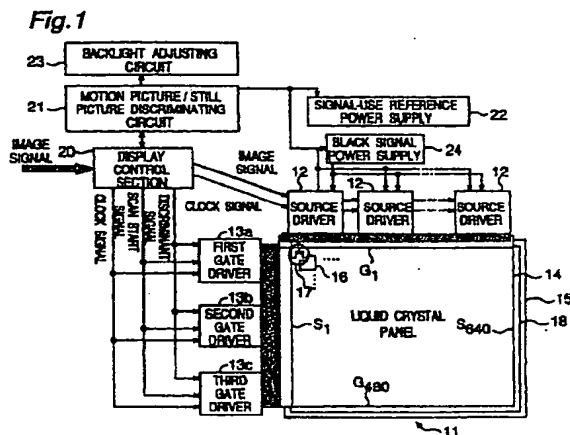 Fig.1
23
BACKLIGHT ADJUSTING
CIRCUIT
21
MOTION PICTURE/STILL
PICTURE DISCRIMINATING
CIRCUIT
SIGNAL-USE REFERENCE
POWER SUPPLY
22
IMAGE
SIGNAL
20
DISPLAY
CONTROL
SECTION
IMAGE
SIGNAL
BLACK SIGNAL
POWER SUPPLY
24
12
SOURCE
DRIVER
12
SOURCE
DRIVER
12
SOURCE
DRIVER
CLOCK SIGNAL
CLOCK SIGNAL
SCAN START
SIGNAL
DISCRIMINANT
SIGNAL
13a
FIRST
GATE
DRIVER
13b
SECOND
GATE
DRIVER
13c
THIRD
GATE
DRIVER
17
16
G1
S1
LIQUID CRYSTAL
PANEL
S640
G480
14
15
18
11